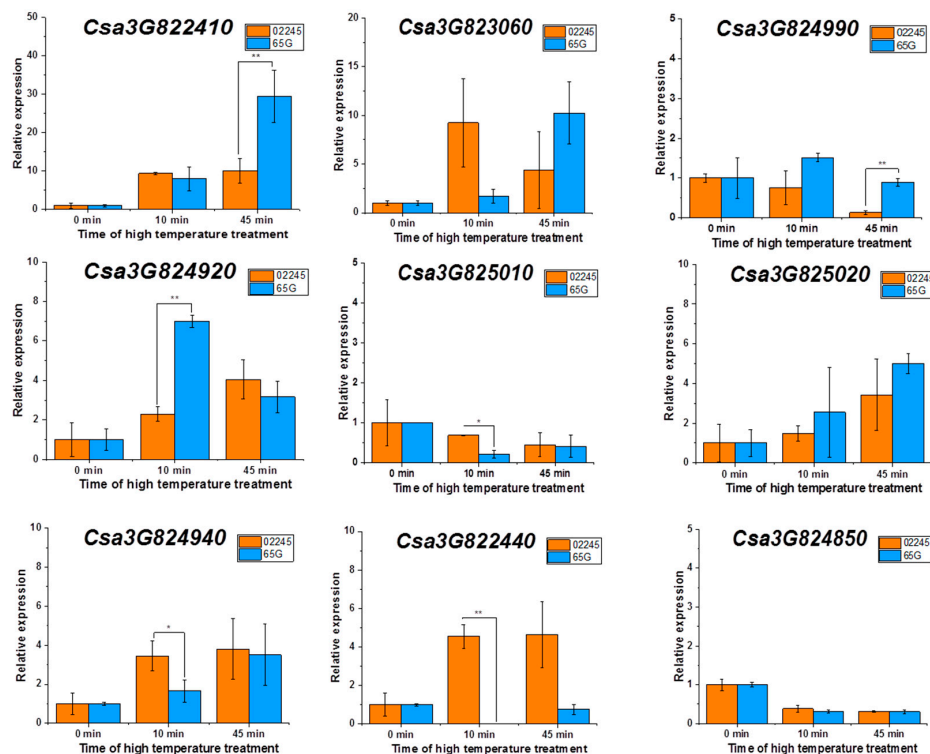 Csa3G822410
02245
65G
**
Relative expression
50
40
30
20
10
0
0 min
10 min
45 min
Time of high temperature treatment
Csa3G823060
02245
65G
Relative expression
20
15
10
5
0
0 min
10 min
45 min
Time of high temperature treatment
Csa3G824990
02245
65G
**
Relative expression
5
4
3
2
1
0
0 min
10 min
45 min
Time of high temperature treatment
Csa3G824920
02245
65G
**
Relative expression
10
8
6
4
2
0
0 min
10 min
45 min
Time of high temperature treatment
Csa3G825010
02245
65G
*
Relative expression
5
4
3
2
1
0
0 min
10 min
45 min
Time of high temperature treatment
Csa3G825020
02245
65G
Relative expression
10
8
6
4
2
0
0 min
10 min
45 min
Time of high temperature treatment
Csa3G824940
02245
65G
*
Relative expression
10
8
6
4
2
0
0 min
10 min
45 min
Time of high temperature treatment
Csa3G822440
02245
65G
**
Relative expression
10
8
6
4
2
0
0 min
10 min
45 min
Time of high temperature treatment
Csa3G824850
02245
65G
Relative expression
5
4
3
2
1
0
0 min
10 min
45 min
Time of high temperature treatment